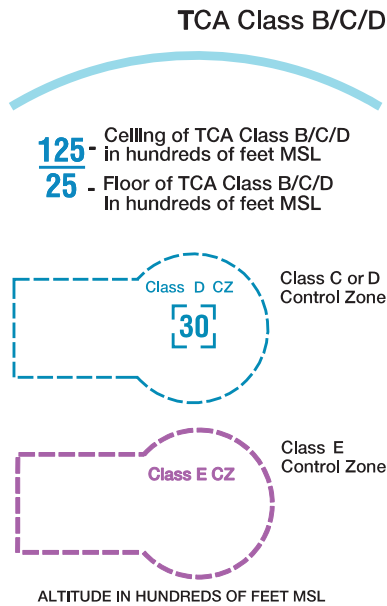 TCA Class B/C/D
125 - Celling of TCA Class B/C/D
in hundreds of feet MSL
25 - Floor of TCA Class B/C/D
In hundreds of feet MSL
Class D CZ
30
Class C or D
Control Zone
Class E CZ
Class E
Control Zone
ALTITUDE IN HUNDREDS OF FEET MSL